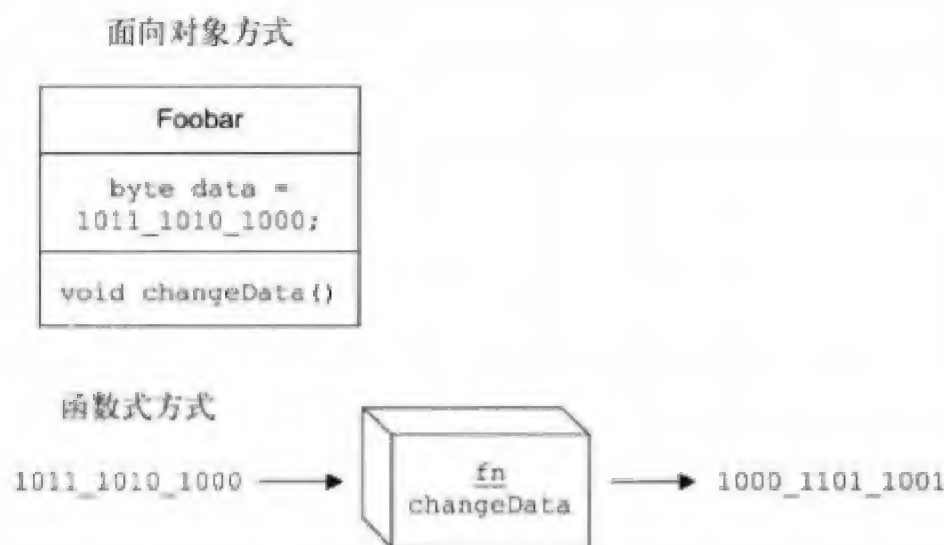 面向对象方式
Foobar
byte data =
1011_1010_1000;
void changeData()
函数式方式
1011_1010_1000
fn
changeData
1000_1101_1001